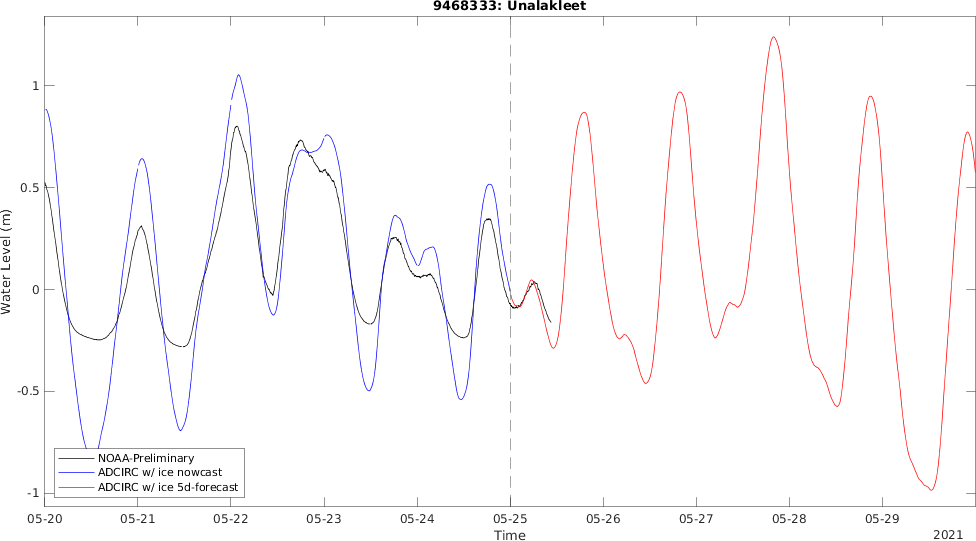 9468333: Unalakleet
Water Level (m)
1
0.5
0
-0.5
-1
NOAA-Preliminary
ADCIRC w/ ice nowcast
ADCIRC w/ ice 5d-forecast
05-20 05-21 05-22 05-23 05-24 05-25 05-26 05-27 05-28 05-29
Time
2021